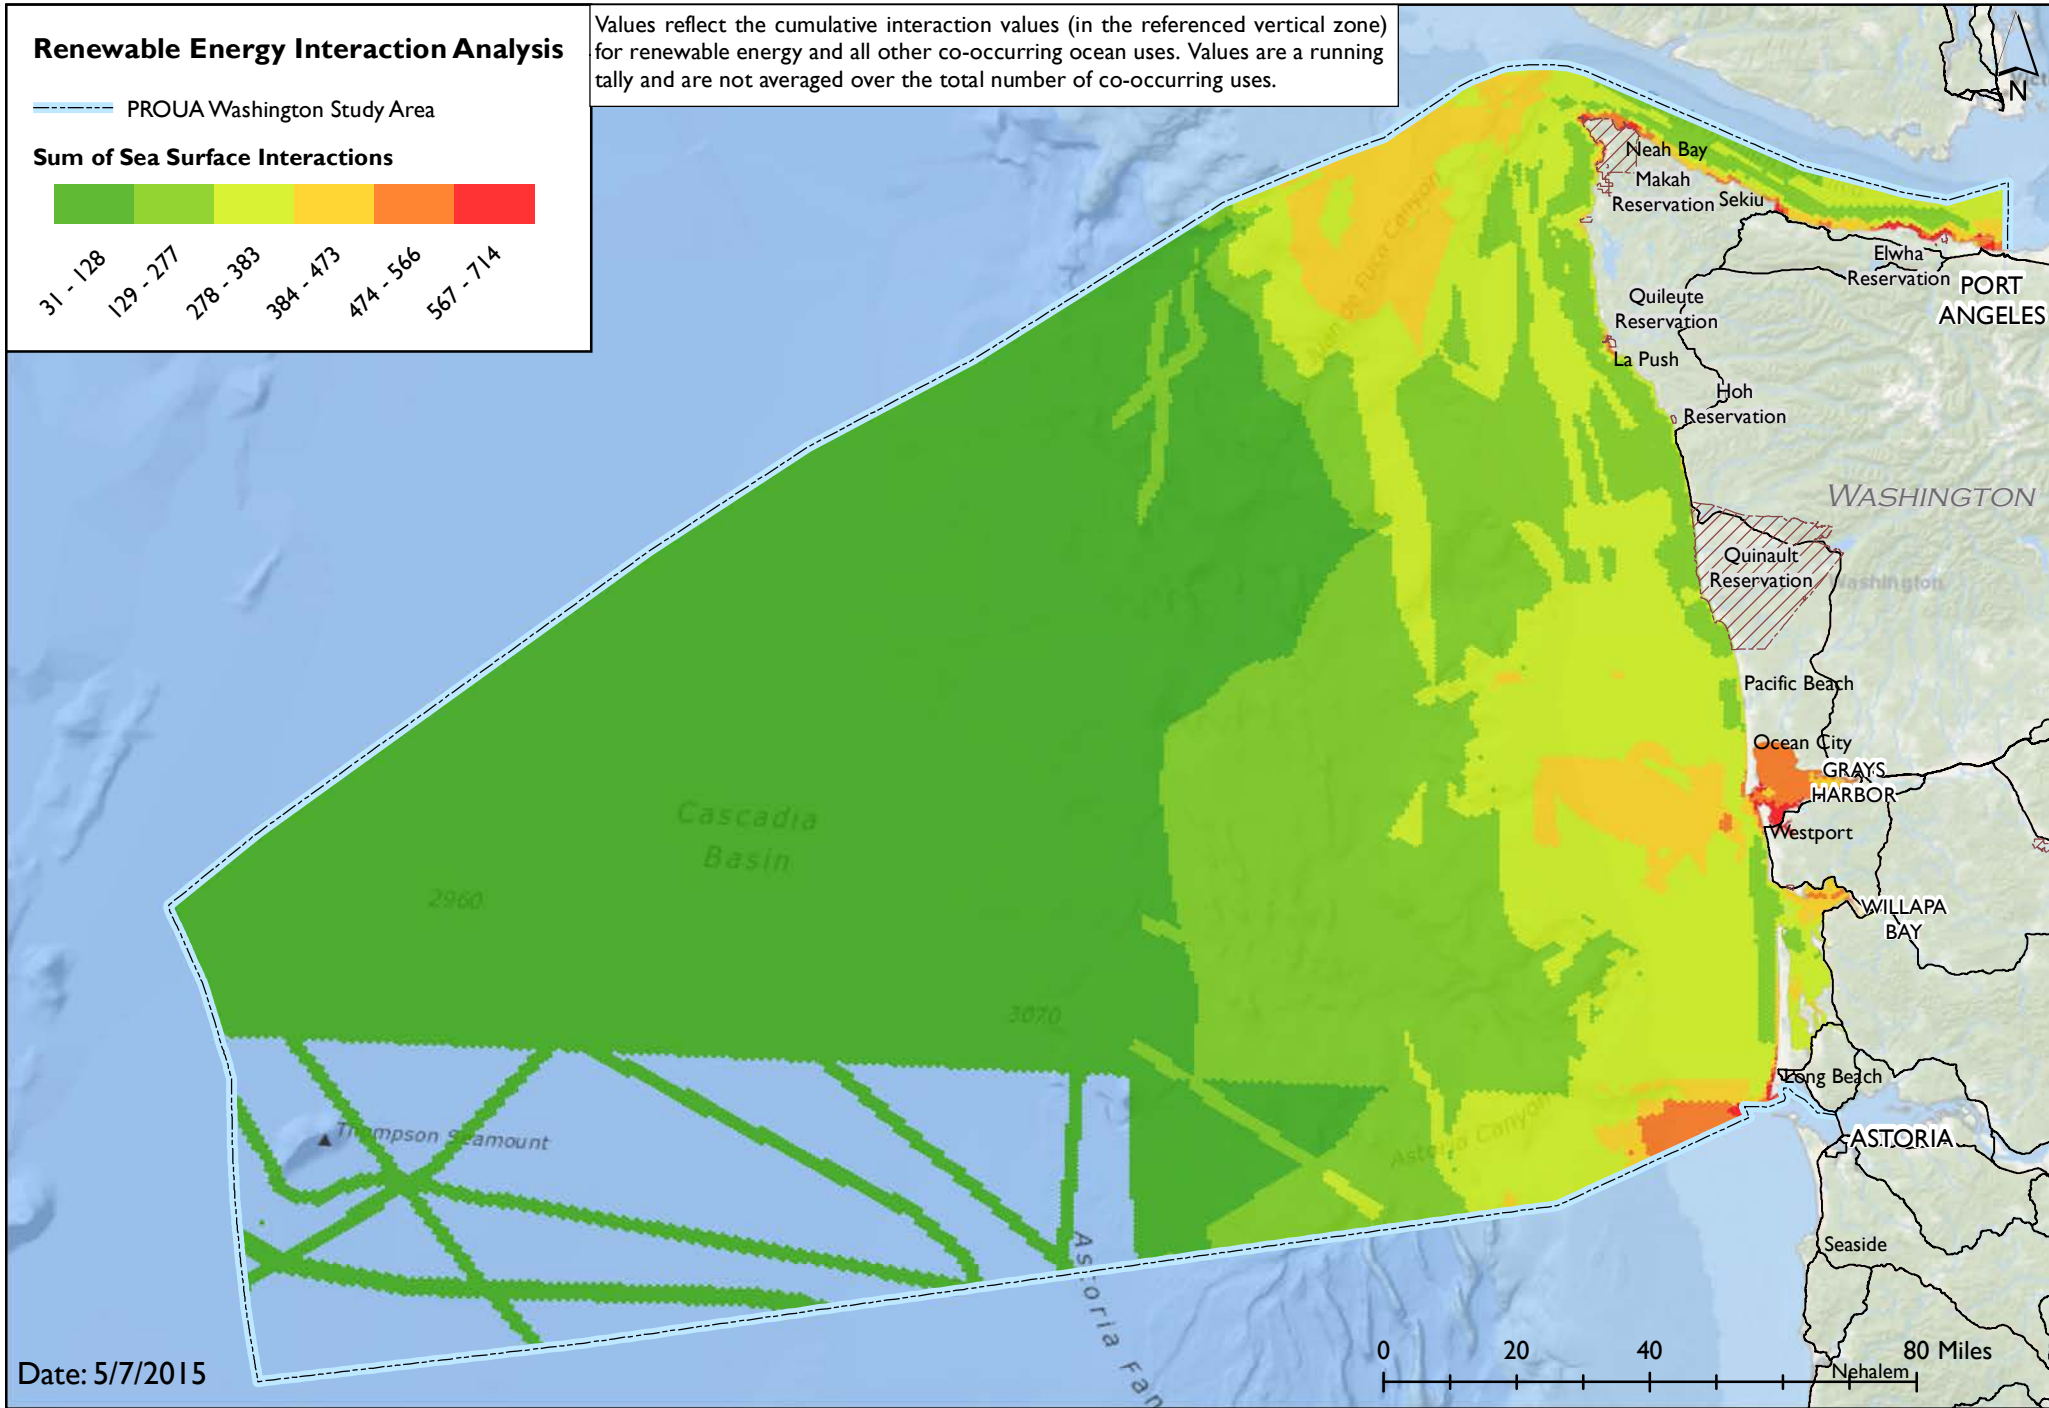 Renewable Energy Interaction Analysis
PROUA Washington Study Area
Sum of Sea Surface Interactions
31 - 128
129 - 277
278 - 383
384 - 473
474 - 566
567 - 714
Values reflect the cumulative interaction values (in the referenced vertical zone)
for renewable energy and all other co-occurring ocean uses. Values are a running
tally and are not averaged over the total number of co-occurring uses.
N
Neah Bay
Makah
Reservation
Sekiu
Elwha
Reservation
PORT
ANGELES
Juan de Fuca Canyon
Quileute
Reservation
La Push
Hoh
Reservation
WASHINGTON
Quinault
Reservation
Washington
Pacific Beach
Ocean City
GRAYS
HARBOR
Westport
Cascadia
Basin
2960
WILLAPA
BAY
3070
Long Beach
Thompson Seamount
Astoria Canyon
ASTORIA
Astoria Fan
Seaside
Nehalem
0 20 40 80 Miles
Date: 5/7/2015